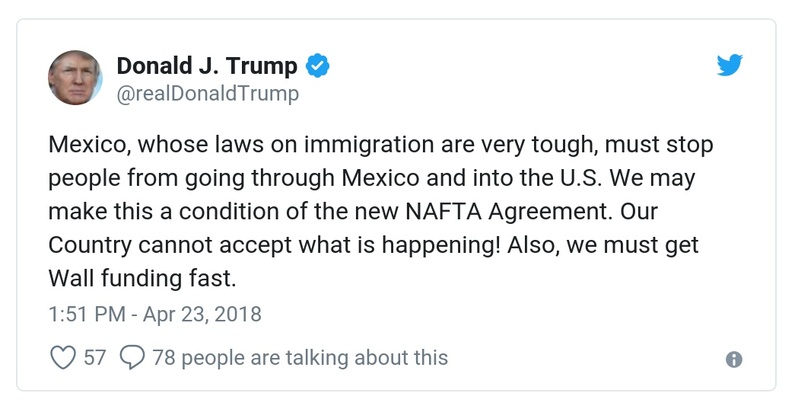 Donald J. Trump
@realDonaldTrump
Mexico, whose laws on immigration are very tough, must stop
people from going through Mexico and into the U.S. We may
make this a condition of the new NAFTA Agreement. Our
Country cannot accept what is happening! Also, we must get
Wall funding fast.
1:51 PM - Apr 23, 2018
57 78 people are talking about this